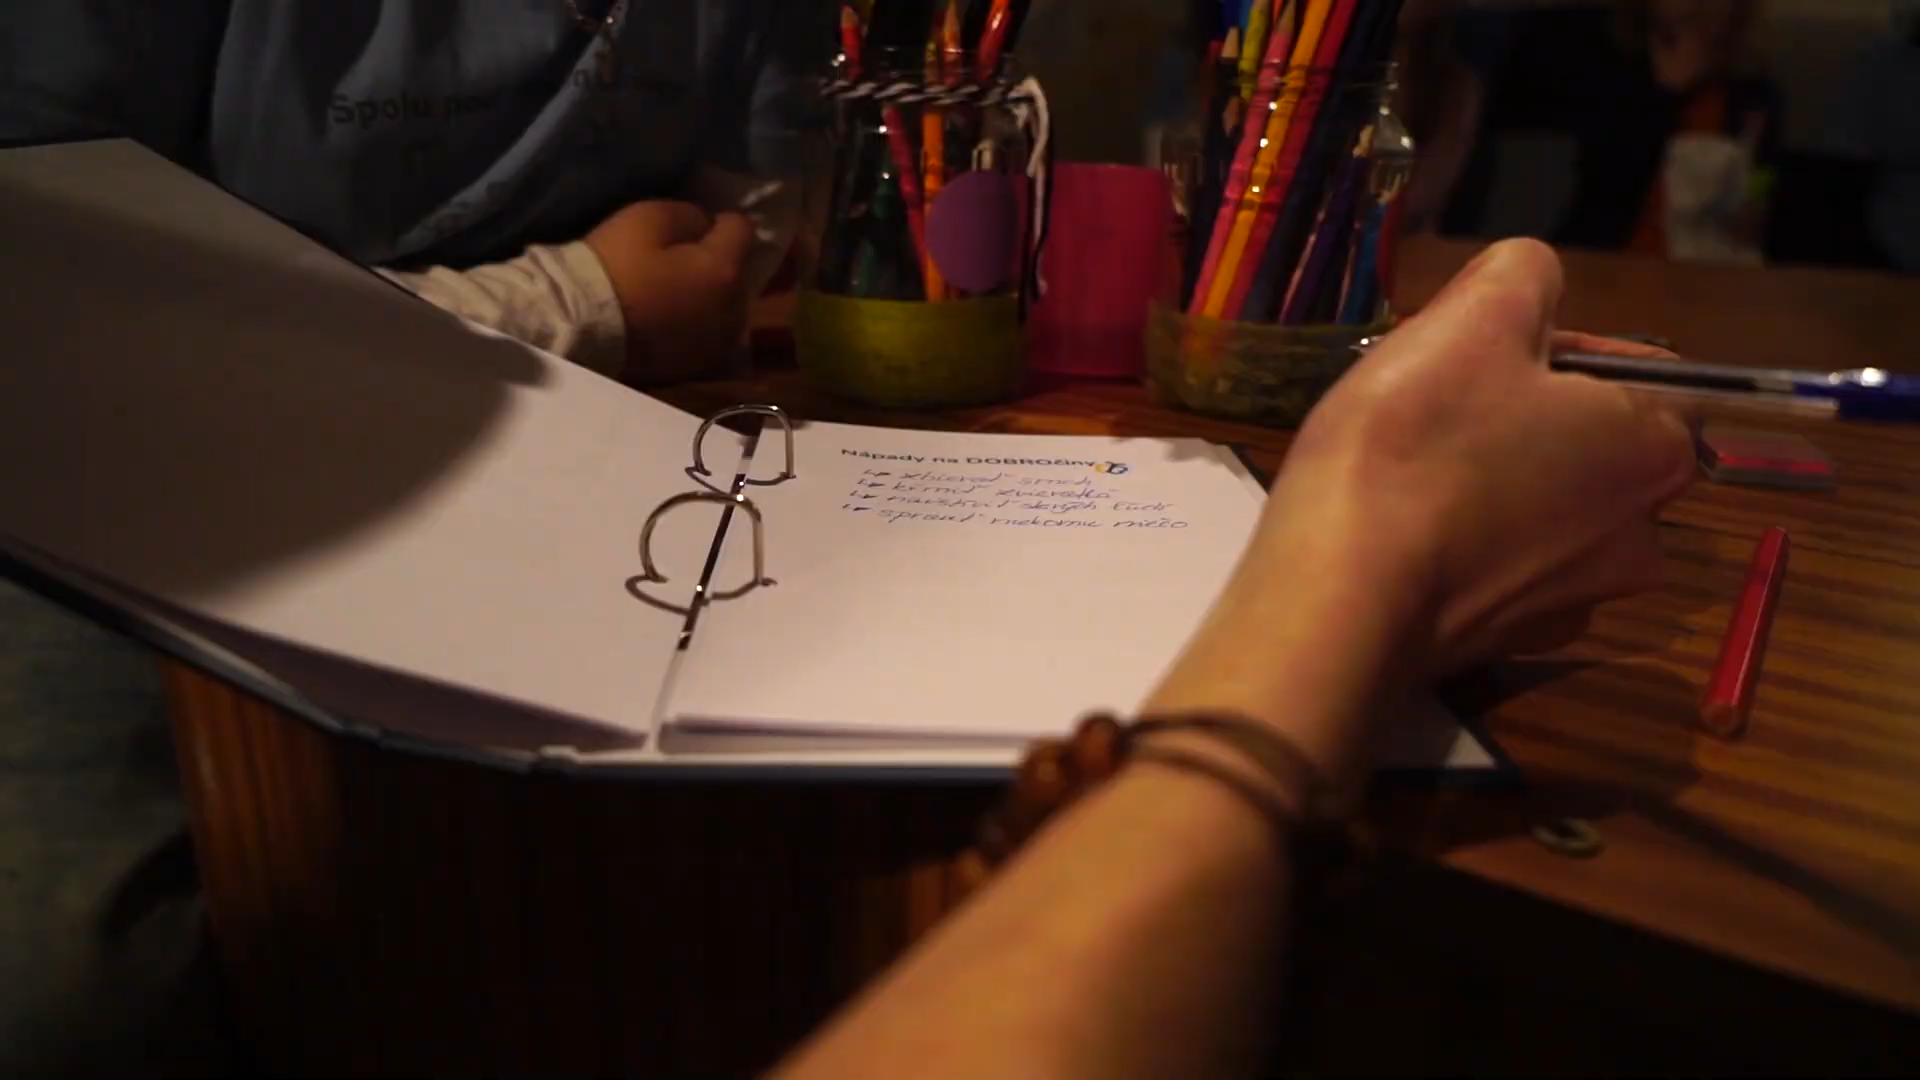 Spolu
Nápady na DOBROčiny
↳ zbierať smeti
↳ kŕmiť zvieratká
↳ navštíviť starých ľudí
↳ spraviť niekomu niečo